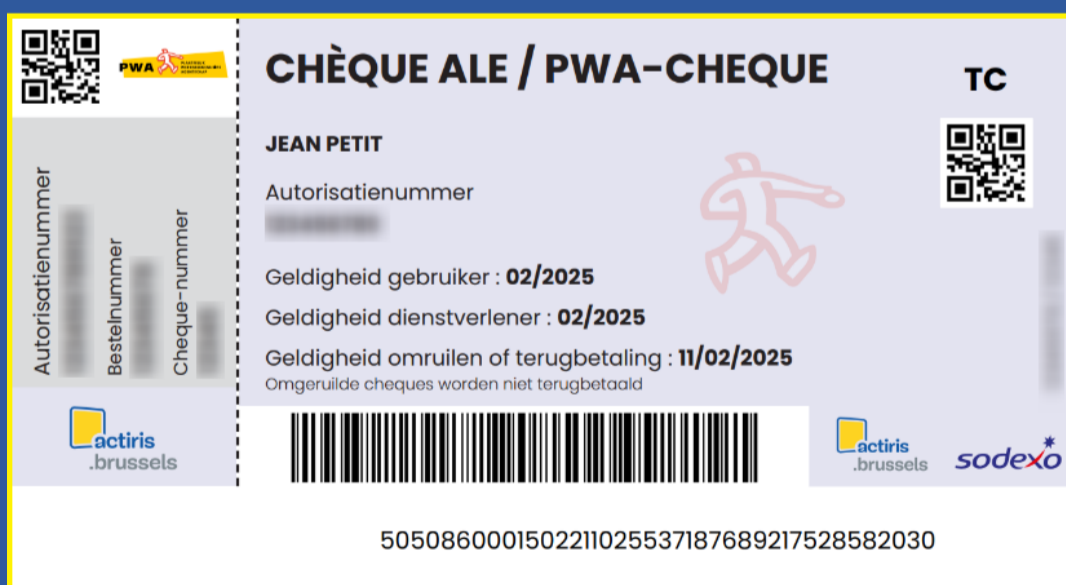 PWA
CHÈQUE ALE / PWA-CHEQUE
TC
JEAN PETIT
Autorisatienummer
Geldigheid gebruiker : 02/2025
Geldigheid dienstverlener : 02/2025
Geldigheid omruilen of terugbetaling : 11/02/2025
Omgeruilde cheques worden niet terugbetaald
Autorisatienummer
Bestelnummer
Cheque-nummer
actiris
.brussels
actiris
.brussels
sodexo
5050860001502211025537187689217528582030